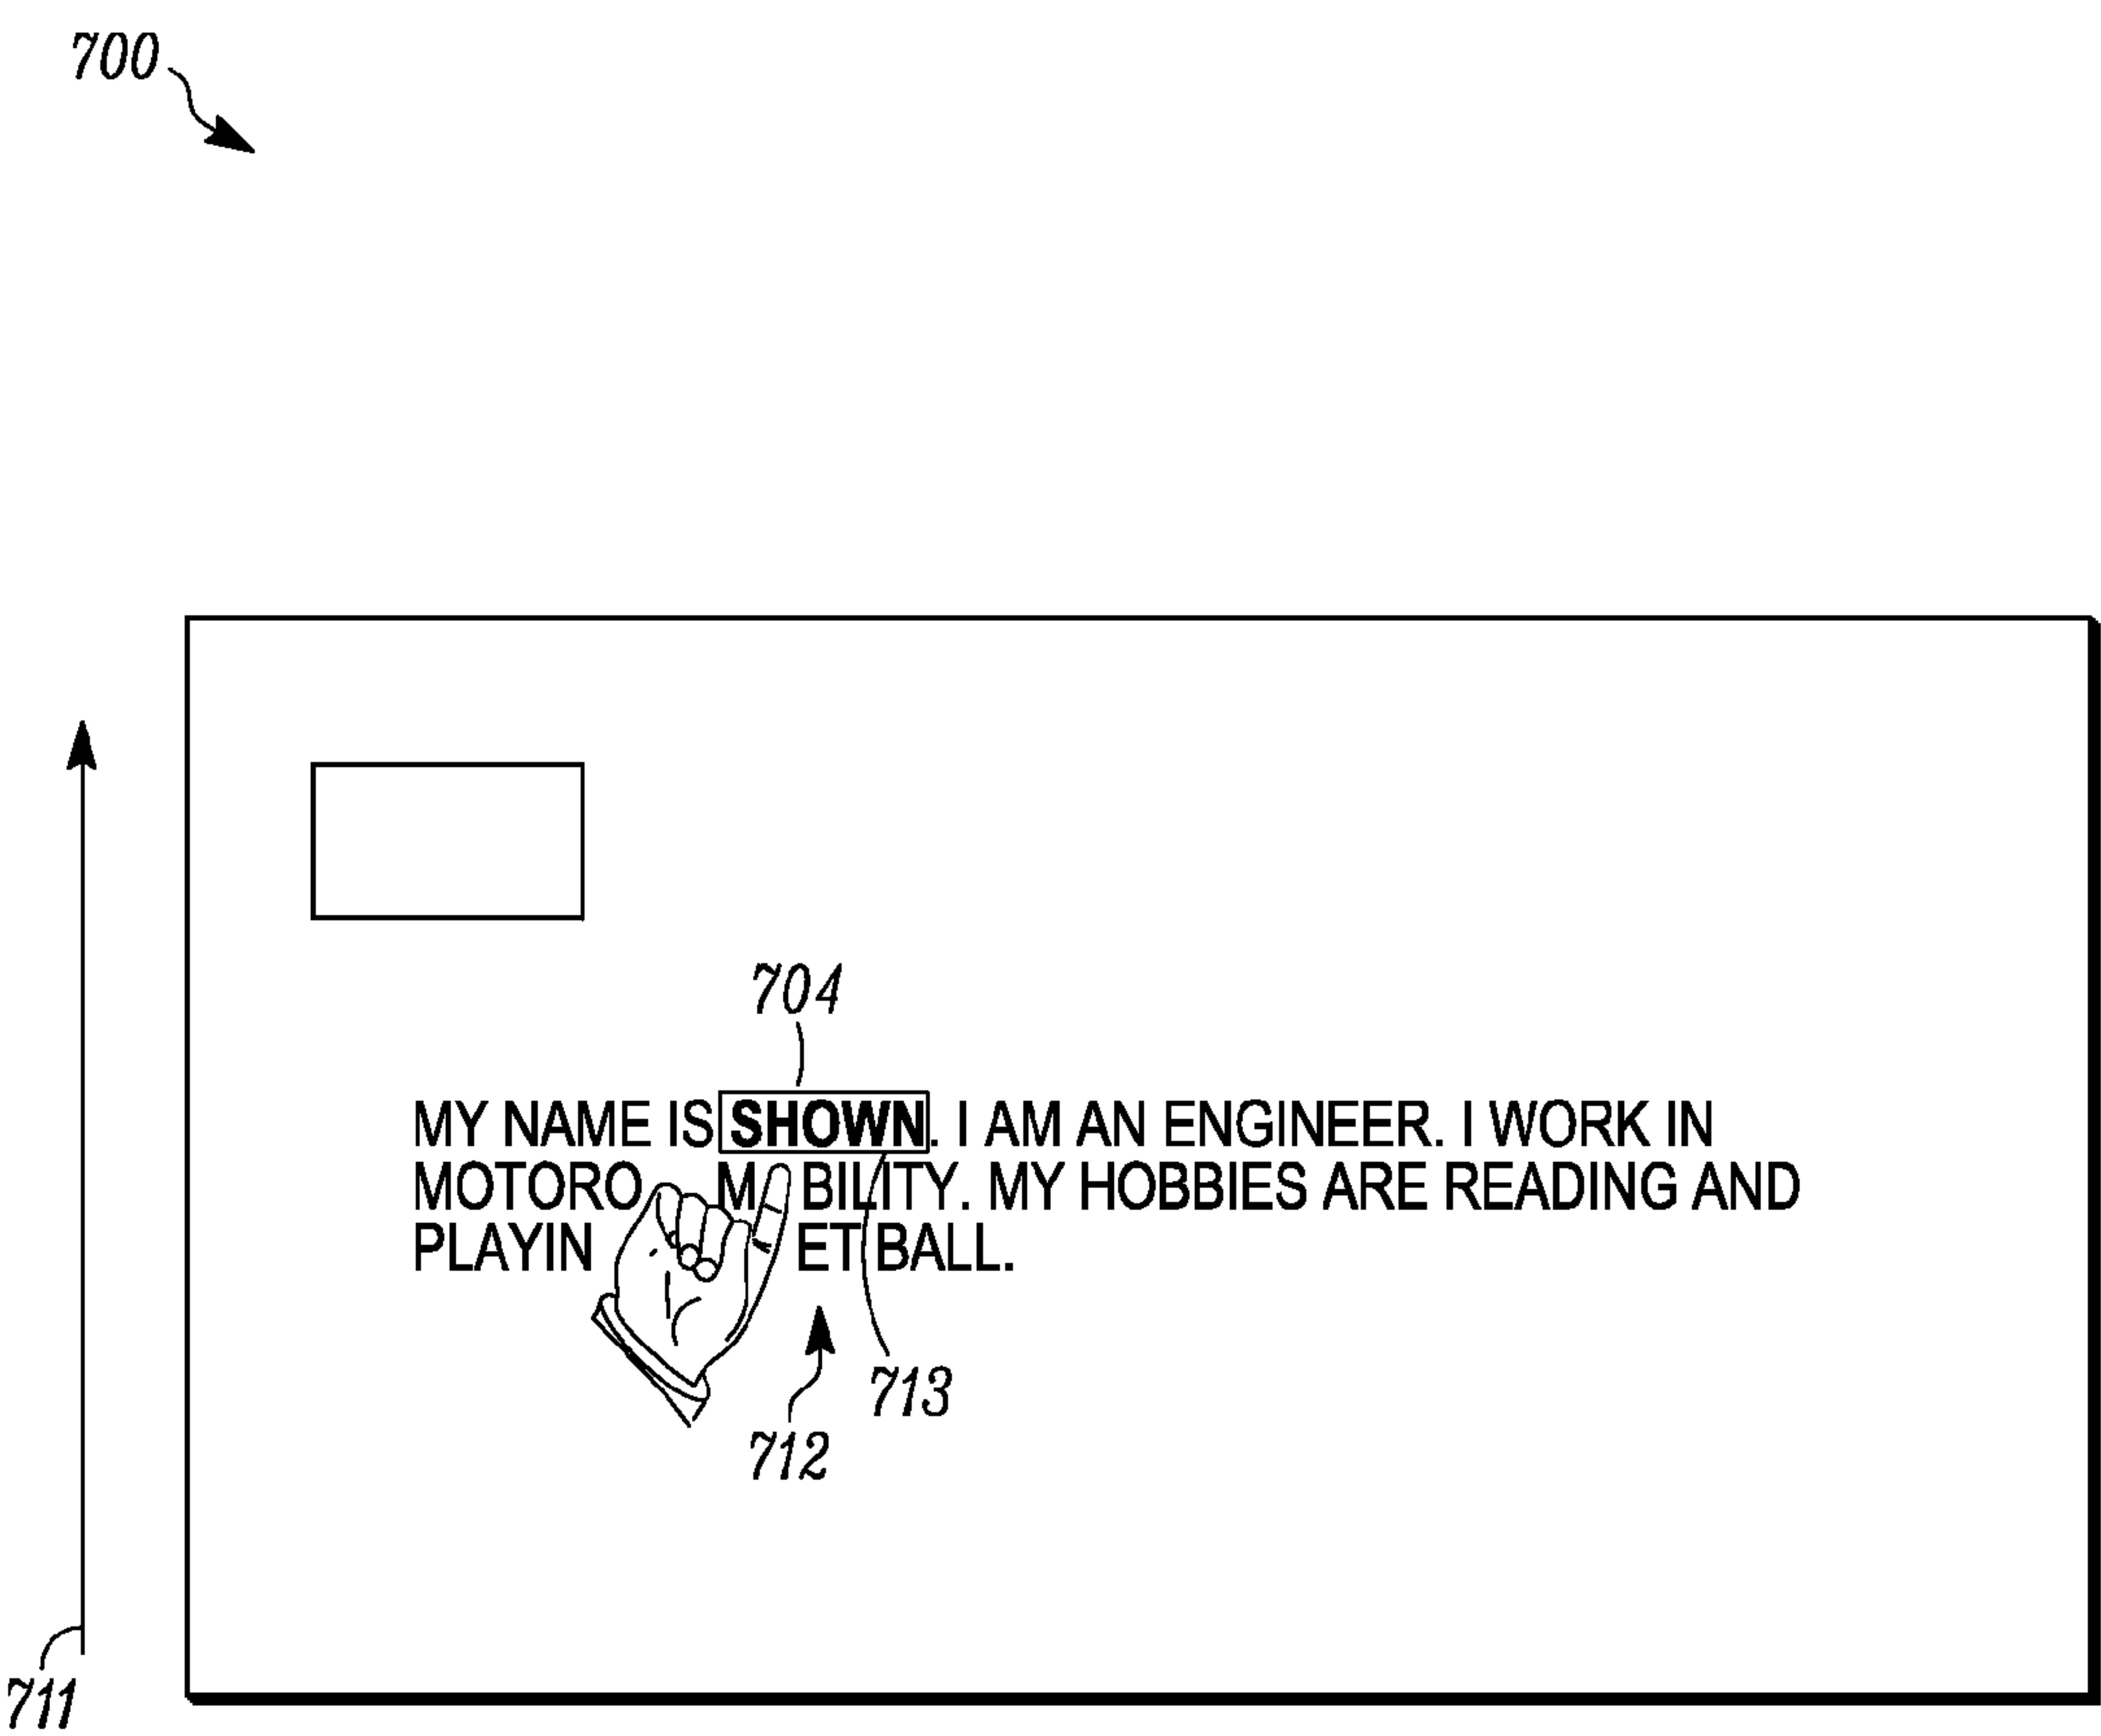 700
704
MY NAME IS SHOWN. I AM AN ENGINEER. I WORK IN
MOTORO M BILITY. MY HOBBIES ARE READING AND
PLAYIN ET BALL.
713
712
711